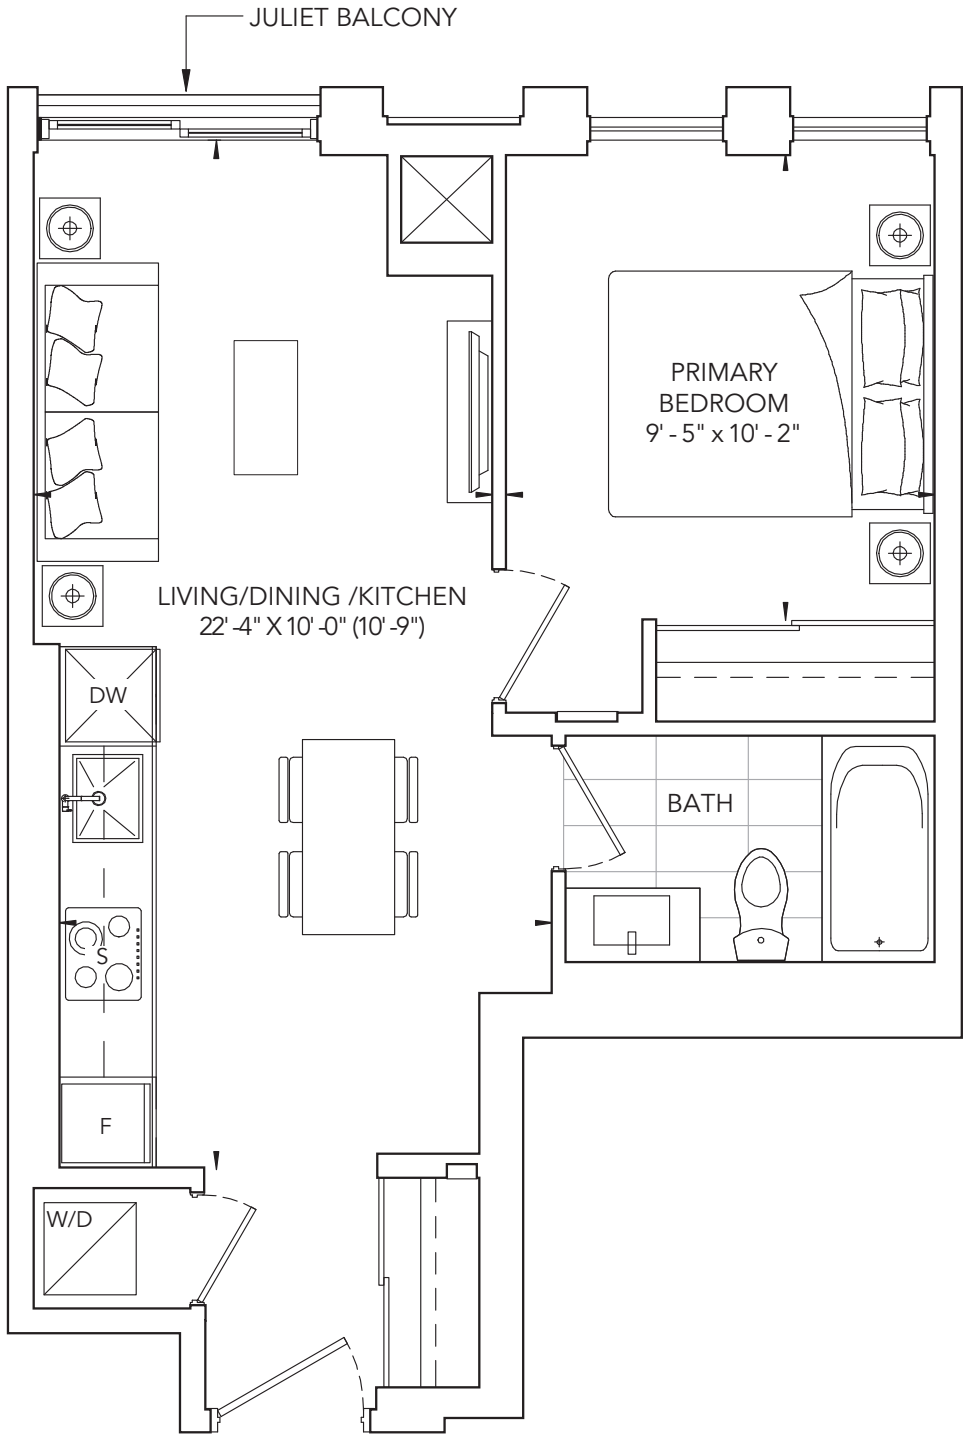 JULIET BALCONY
PRIMARY
BEDROOM
9' - 5" x 10' - 2"
LIVING/DINING /KITCHEN
22' -4" X 10' -0" (10' -9")
DW
BATH
S
F
W/D